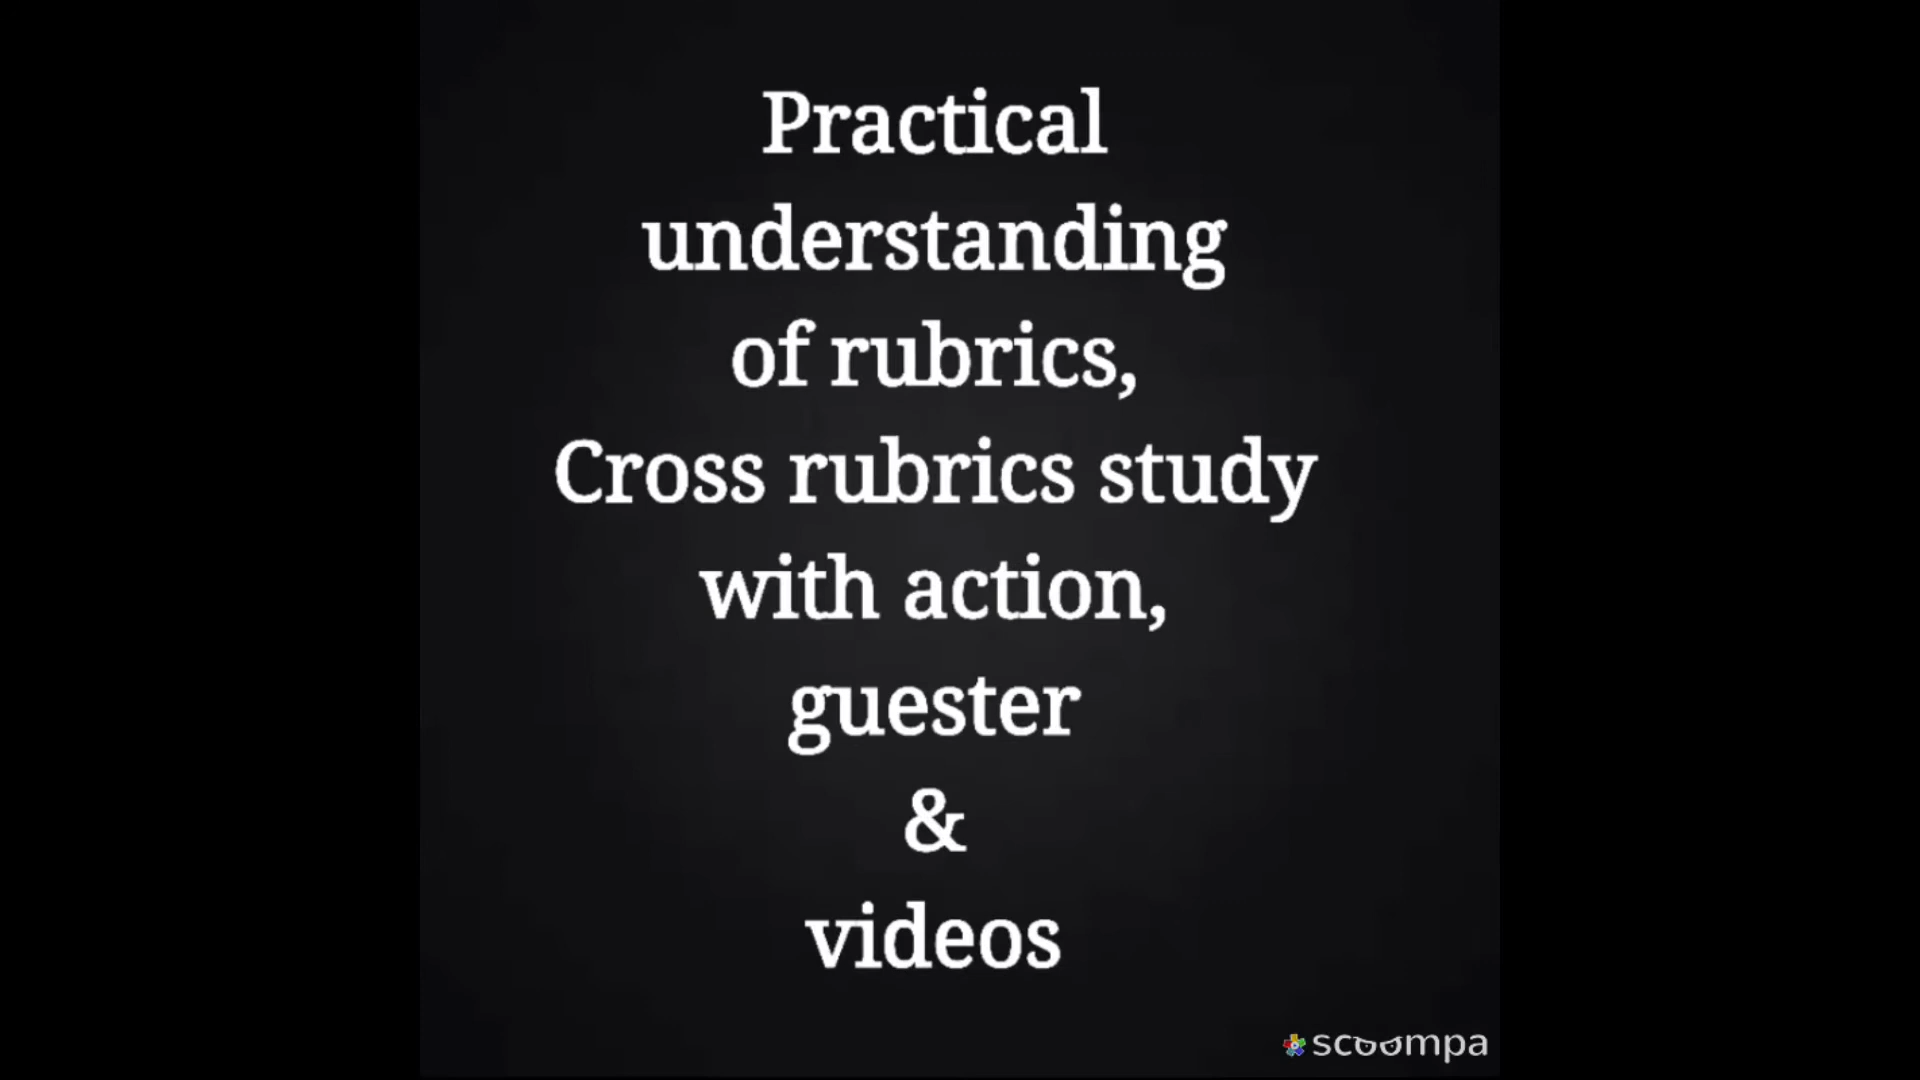 Practical
understanding
of rubrics,
Cross rubrics study
with action,
guester
&
videos
scoompa